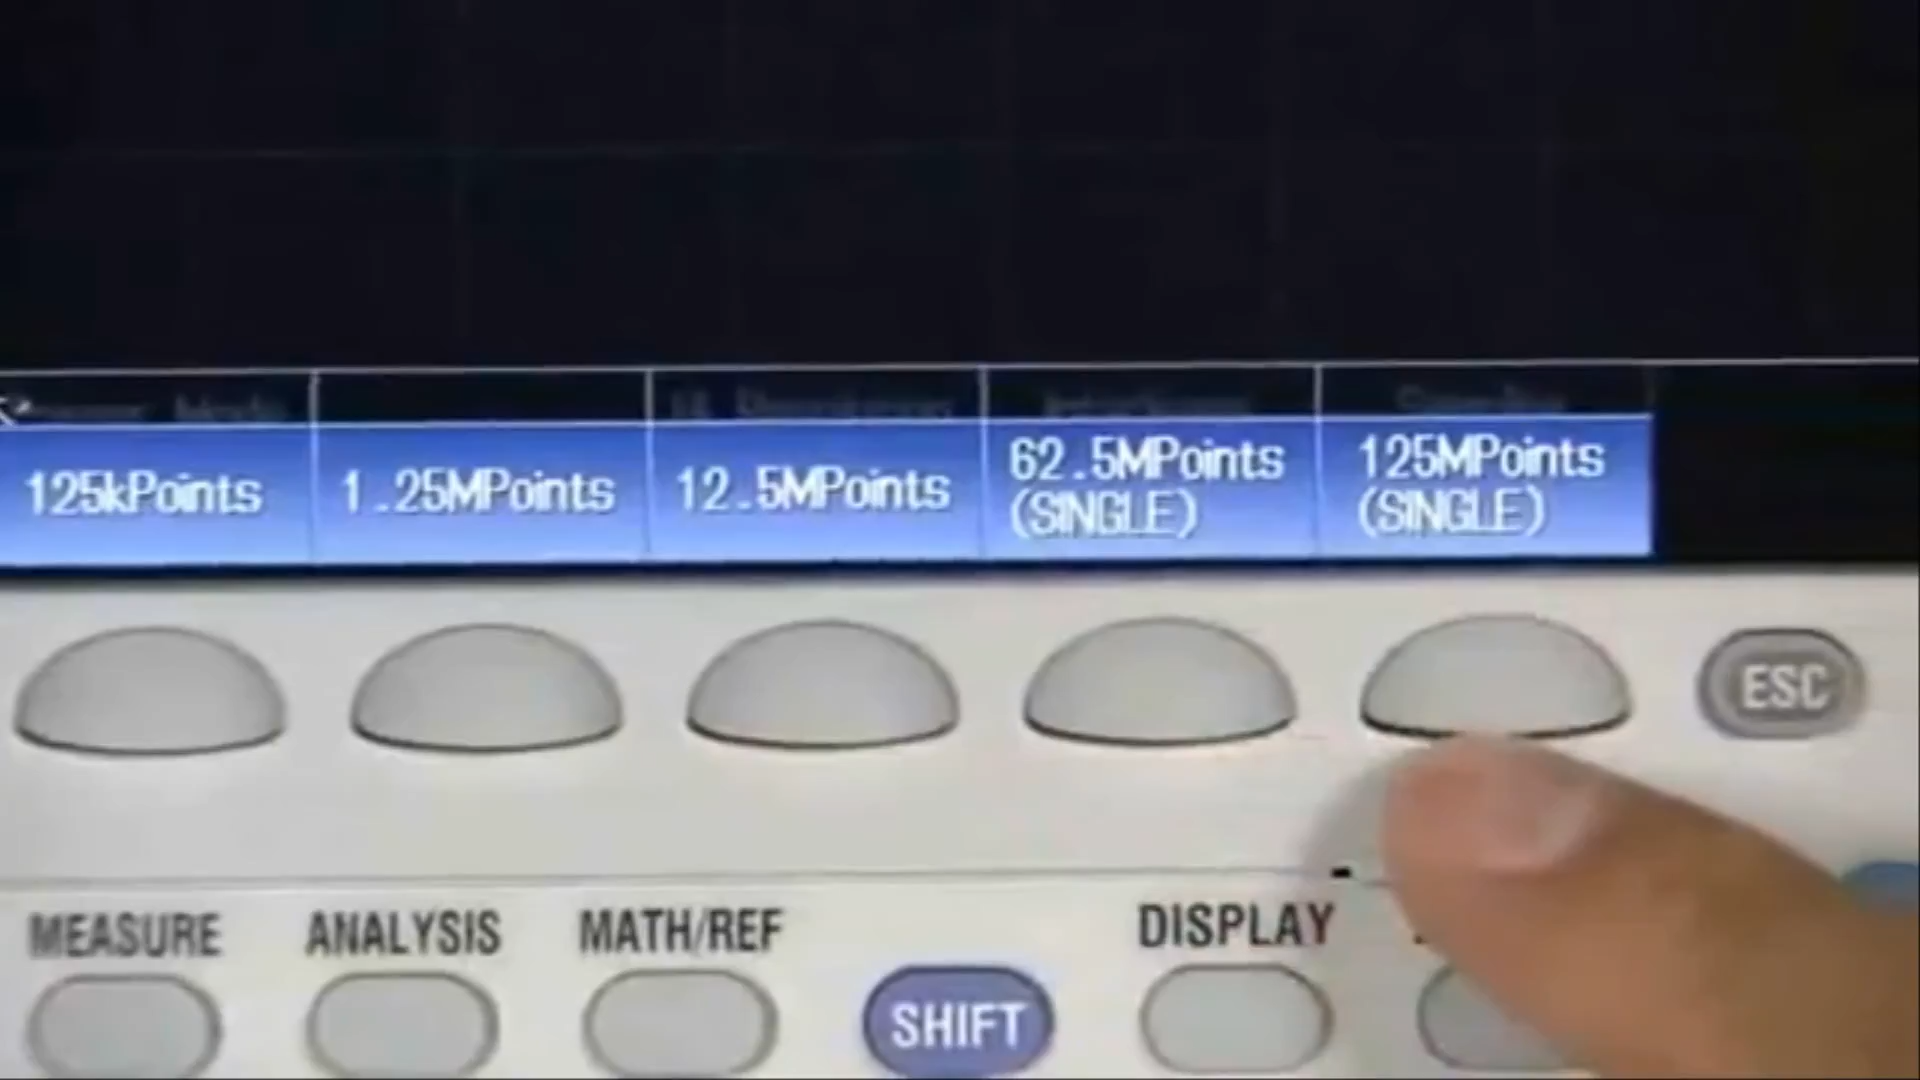 125kPoints
1.25MPoints
12.5MPoints
62.5MPoints
(SINGLE)
125MPoints
(SINGLE)
ESC
MEASURE
ANALYSIS
MATH/REF
DISPLAY
SHIFT